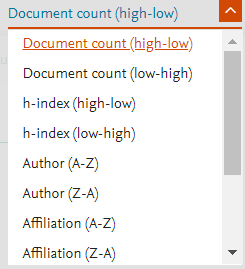 Document count (high-low)
Document count (high-low)
Document count (low-high)
h-index (high-low)
h-index (low-high)
Author (A-Z)
Author (Z-A)
Affiliation (A-Z)
Affiliation (Z-A)